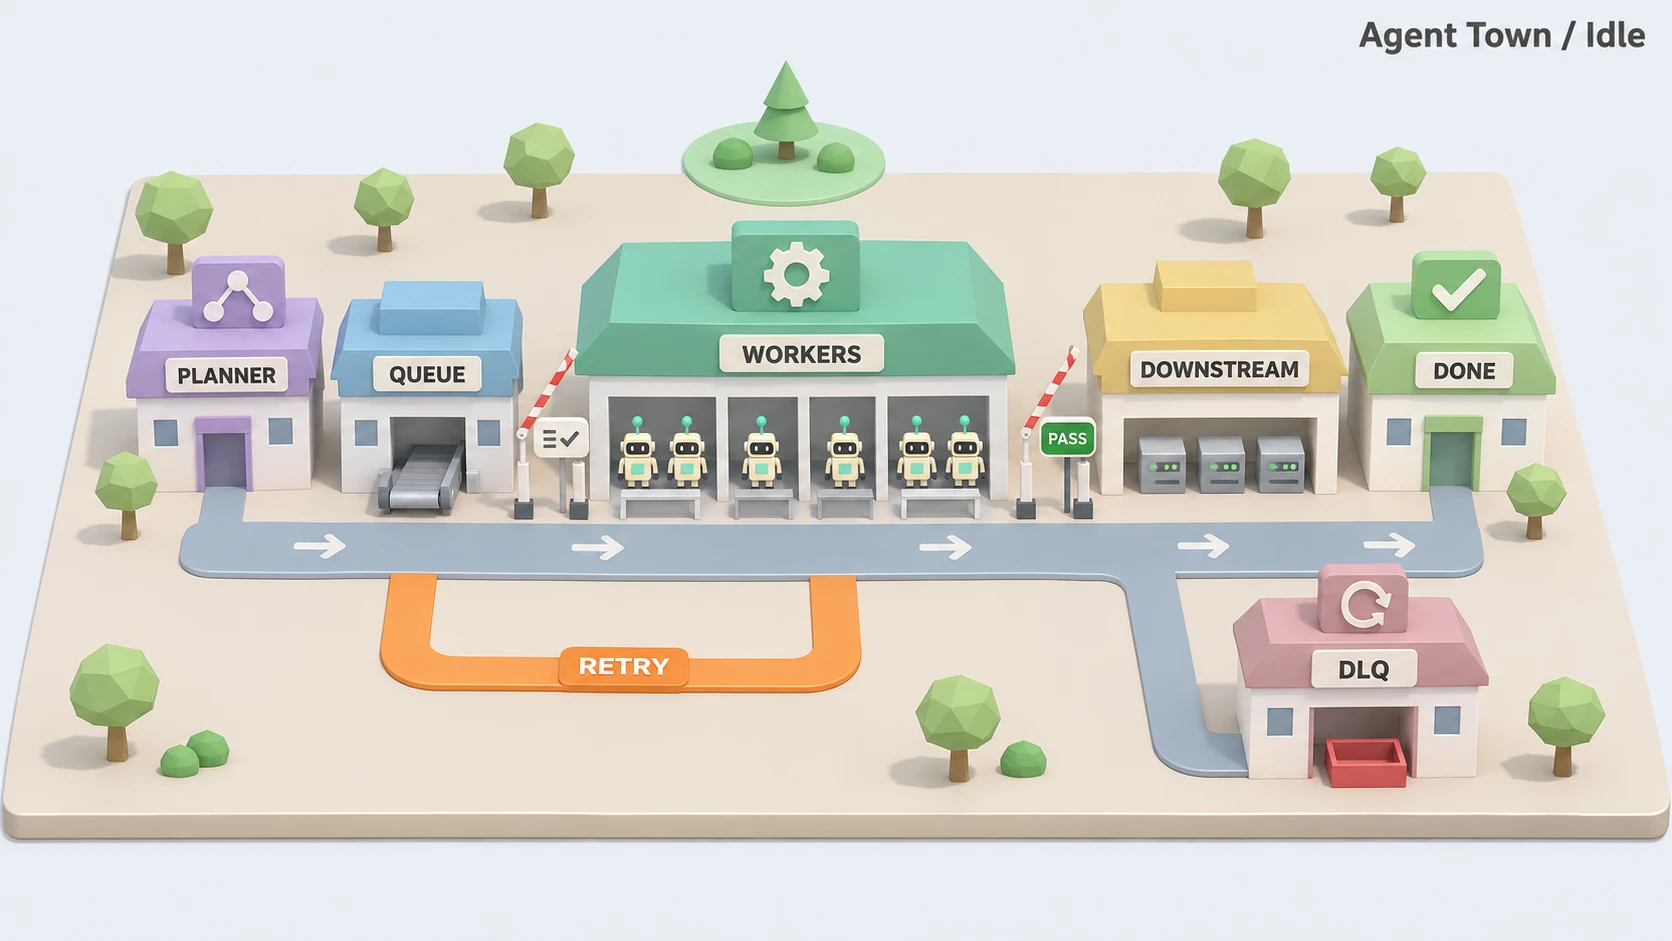 Agent Town / Idle
PLANNER
QUEUE
WORKERS
PASS
DOWNSTREAM
DONE
RETRY
DLQ